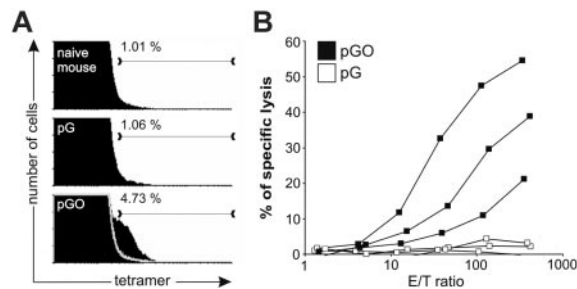 A
naive mouse
1.01 %
pG
1.06 %
pGO
4.73 %
number of cells
tetramer
B
pGO
pG
% of specific lysis
60
50
40
30
20
10
0
1
10
100
1000
E/T ratio